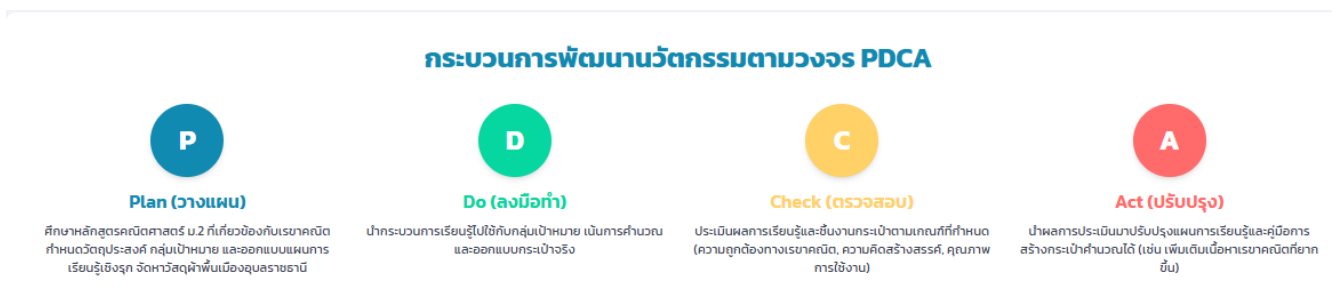 กระบวนการพัฒนานวัตกรรมตามวงจร PDCA
P
Plan (วางแผน)
ศึกษาหลักสูตรคณิตศาสตร์ ม.2 ที่เกี่ยวข้องกับเรขาคณิต
กำหนดวัตถุประสงค์ กลุ่มเป้าหมาย และออกแบบแผนการ
เรียนรู้เชิงรุก จัดหาวัสดุผ้าพื้นเมืองอุบลราชธานี
D
Do (ลงมือทำ)
นำกระบวนการเรียนรู้ไปใช้กับกลุ่มเป้าหมาย เน้นการคำนวณ
และออกแบบกระเป๋าจริง
C
Check (ตรวจสอบ)
ประเมินผลการเรียนรู้และชิ้นงานกระเป๋าตามเกณฑ์ที่กำหนด
(ความถูกต้องทางเรขาคณิต, ความคิดสร้างสรรค์, คุณภาพ
การใช้งาน)
A
Act (ปรับปรุง)
นำผลการประเมินมาปรับปรุงแผนการเรียนรู้และคู่มือการ
สร้างกระเป๋าคำนวณได้ (เช่น เพิ่มเติมเนื้อหาเรขาคณิตที่ยาก
ขึ้น)